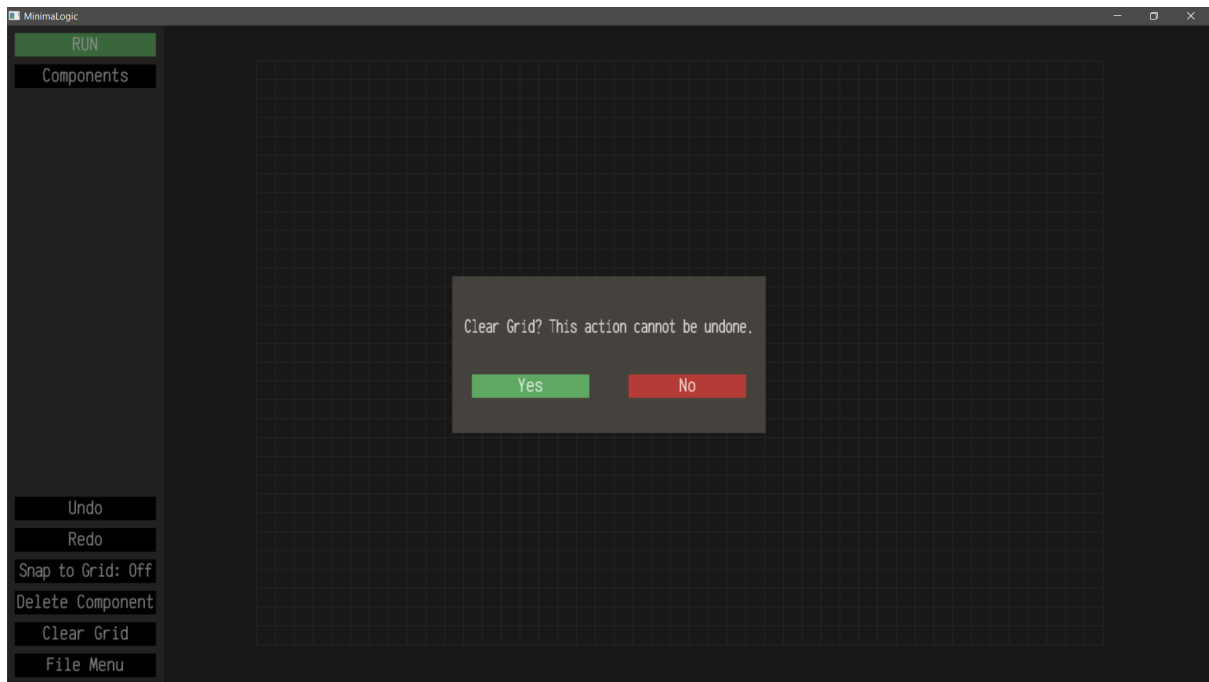 MinimaLogic
RUN
Components
Clear Grid? This action cannot be undone.
Yes No
Undo
Redo
Snap to Grid: Off
Delete Component
Clear Grid
File Menu